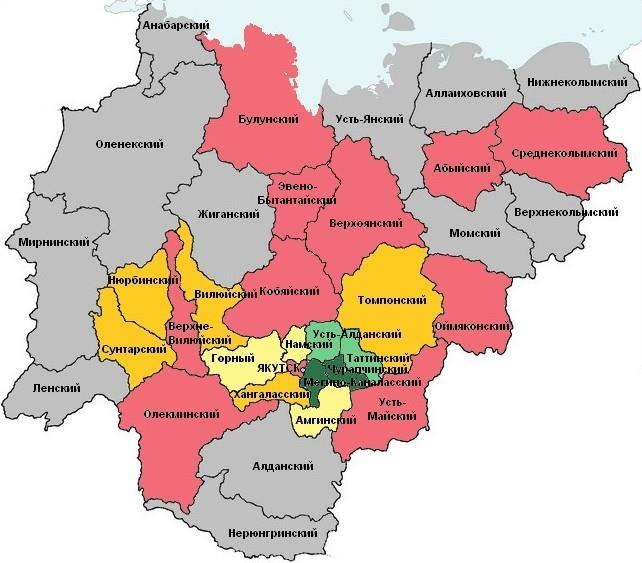 Анабарский
Нижнеколымский
Аллаиховский
Булунский
Усть-Янский
Оленекский
Среднеколымский
Абыйский
Эвено-
Бытантайский
Жиганский
Верхнеколымский
Верхоянский
Момский
Мирнинский
Нюрбинский
Вилюйский
Кобяйский
Томпонский
Оймяконский
Верхне-
Вилюйский
Усть-Алданский
Намский
Сунтарский
Горный
Таттинский
ЯКУТСК
Чурапчинский
Мегино-Каналасский
Ленский
Хангаласский
Усть-
Майский
Олекминский
Амгинский
Алданский
Нерюнгринский